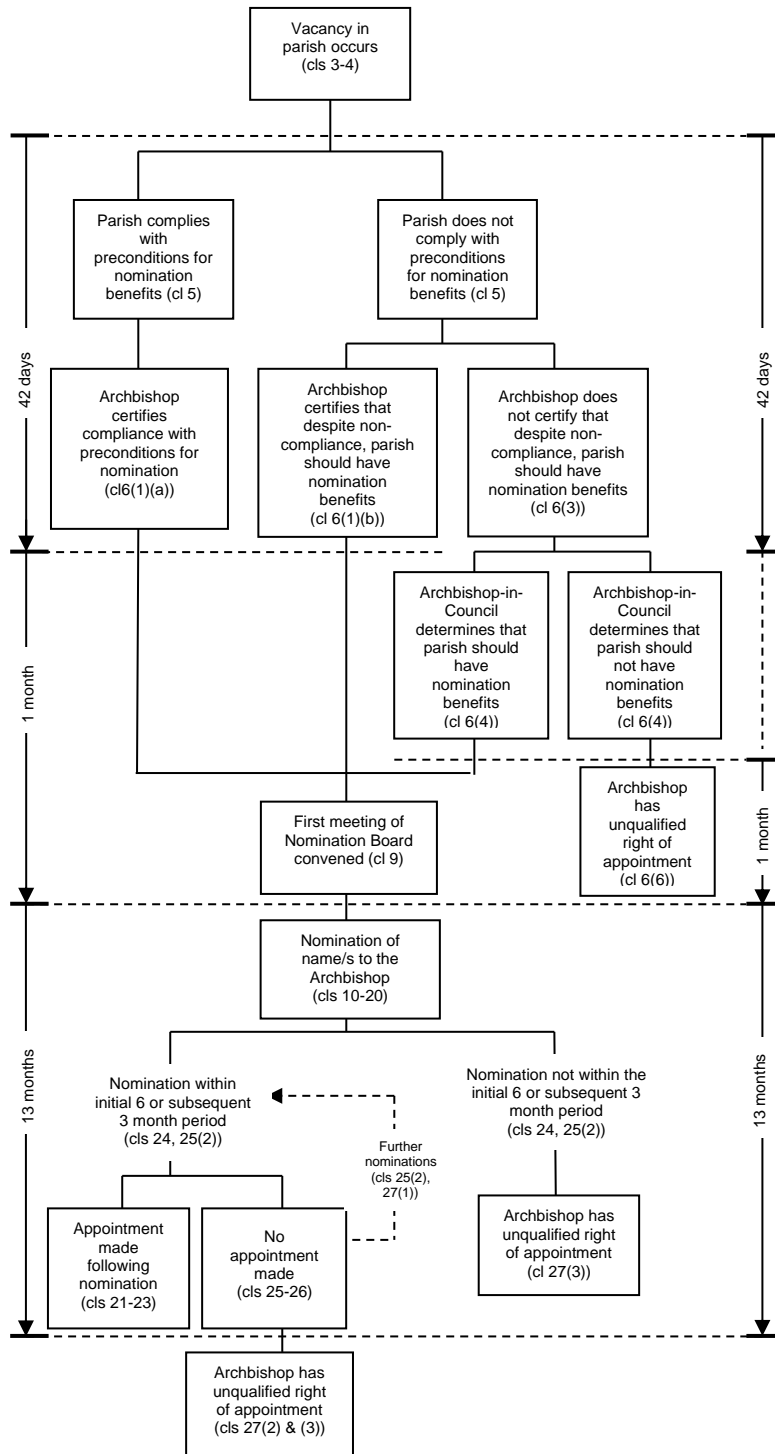 Vacancy in
parish occurs
(cls 3-4)
Parish complies
with
preconditions for
nomination
benefits (cl 5)
Parish does not
comply with
preconditions
for nomination
benefits (cl 5)
42 days
42 days
Archbishop
certifies
compliance with
preconditions for
nomination
(cl6(1)(a))
Archbishop
certifies that
despite non-
compliance, parish
should have
nomination
benefits
(cl 6(1)(b))
Archbishop does
not certify that
despite non-
compliance, parish
should have
nomination benefits
(cl 6(3))
Archbishop-in-
Council
determines that
parish should
have
nomination
benefits
(cl 6(4))
Archbishop-in-
Council
determines that
parish should
not have
nomination
benefits
(cl 6(4))
1 month
1 month
First meeting of
Nomination Board
convened (cl 9)
Archbishop
has
unqualified
right of
appointment
(cl 6(6))
Nomination of
name/s to the
Archbishop
(cls 10-20)
13 months
13 months
Nomination within
initial 6 or subsequent
3 month period
(cls 24, 25(2))
Further
nominations
(cls 25(2),
27(1))
Nomination not within the
initial 6 or subsequent 3
month period
(cls 24, 25(2))
Appointment
made
following
nomination
(cls 21-23)
No
appointment
made
(cls 25-26)
Archbishop has
unqualified right
of appointment
(cl 27(3))
Archbishop has
unqualified right
of appointment
(cls 27(2) & (3))